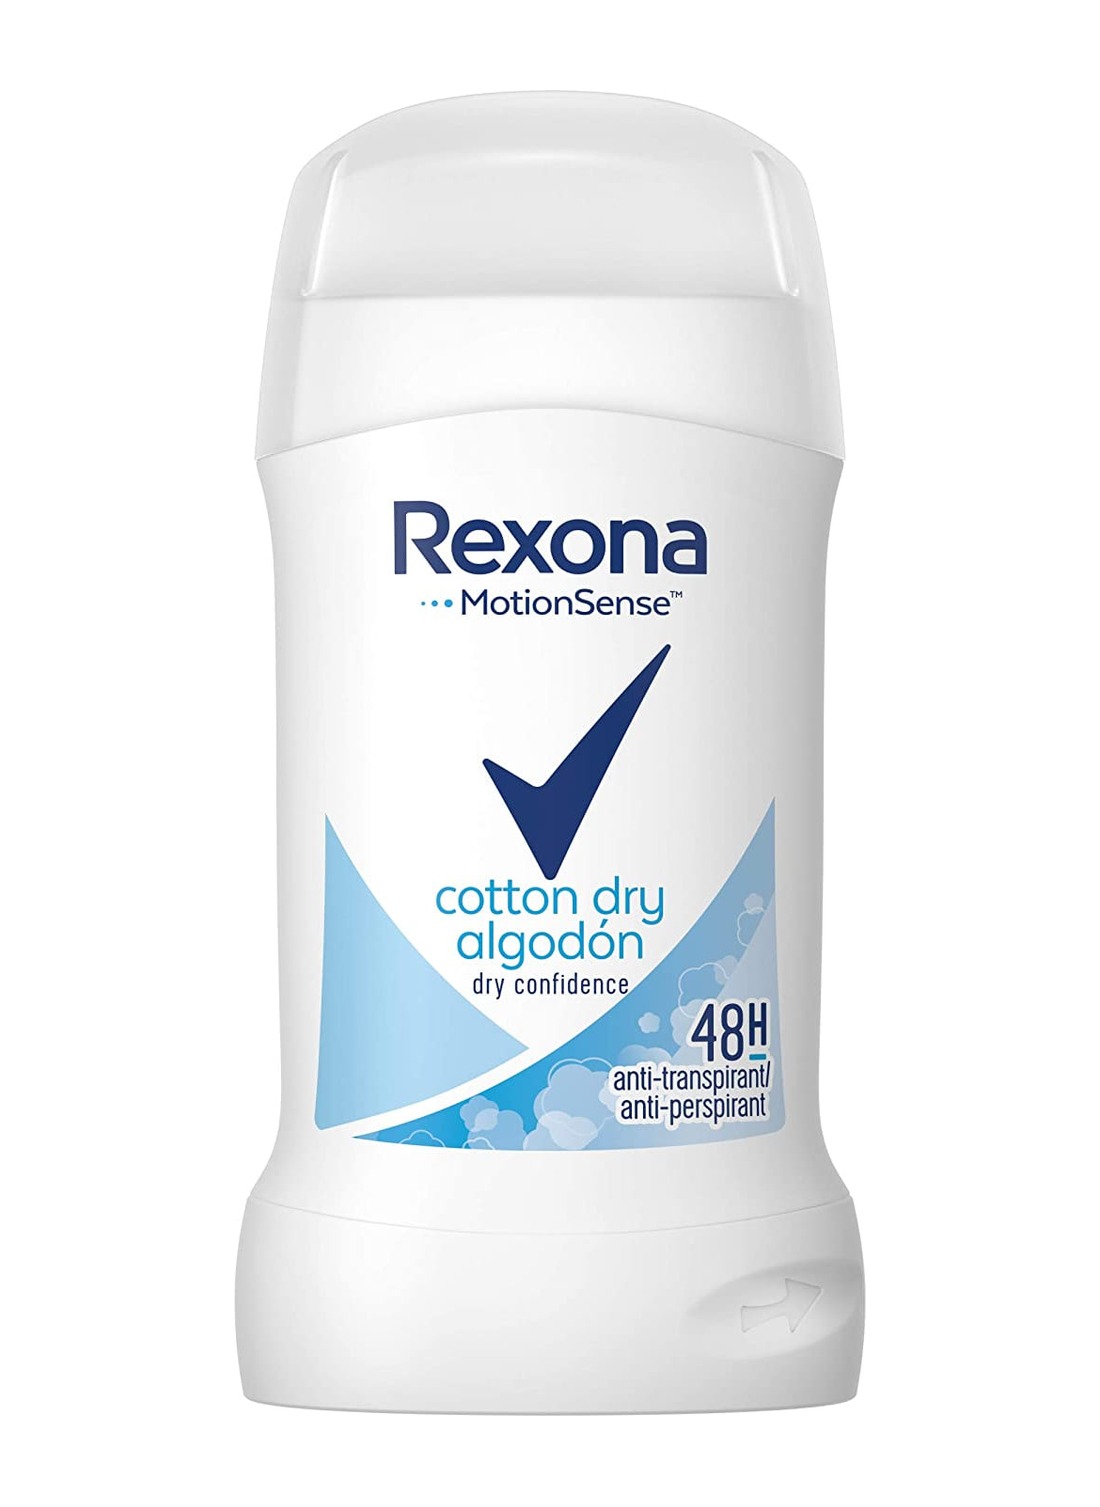 Rexona
MotionSense™
cotton dry
algodón
dry confidence
48H
anti-transpirant/
anti-perspirant